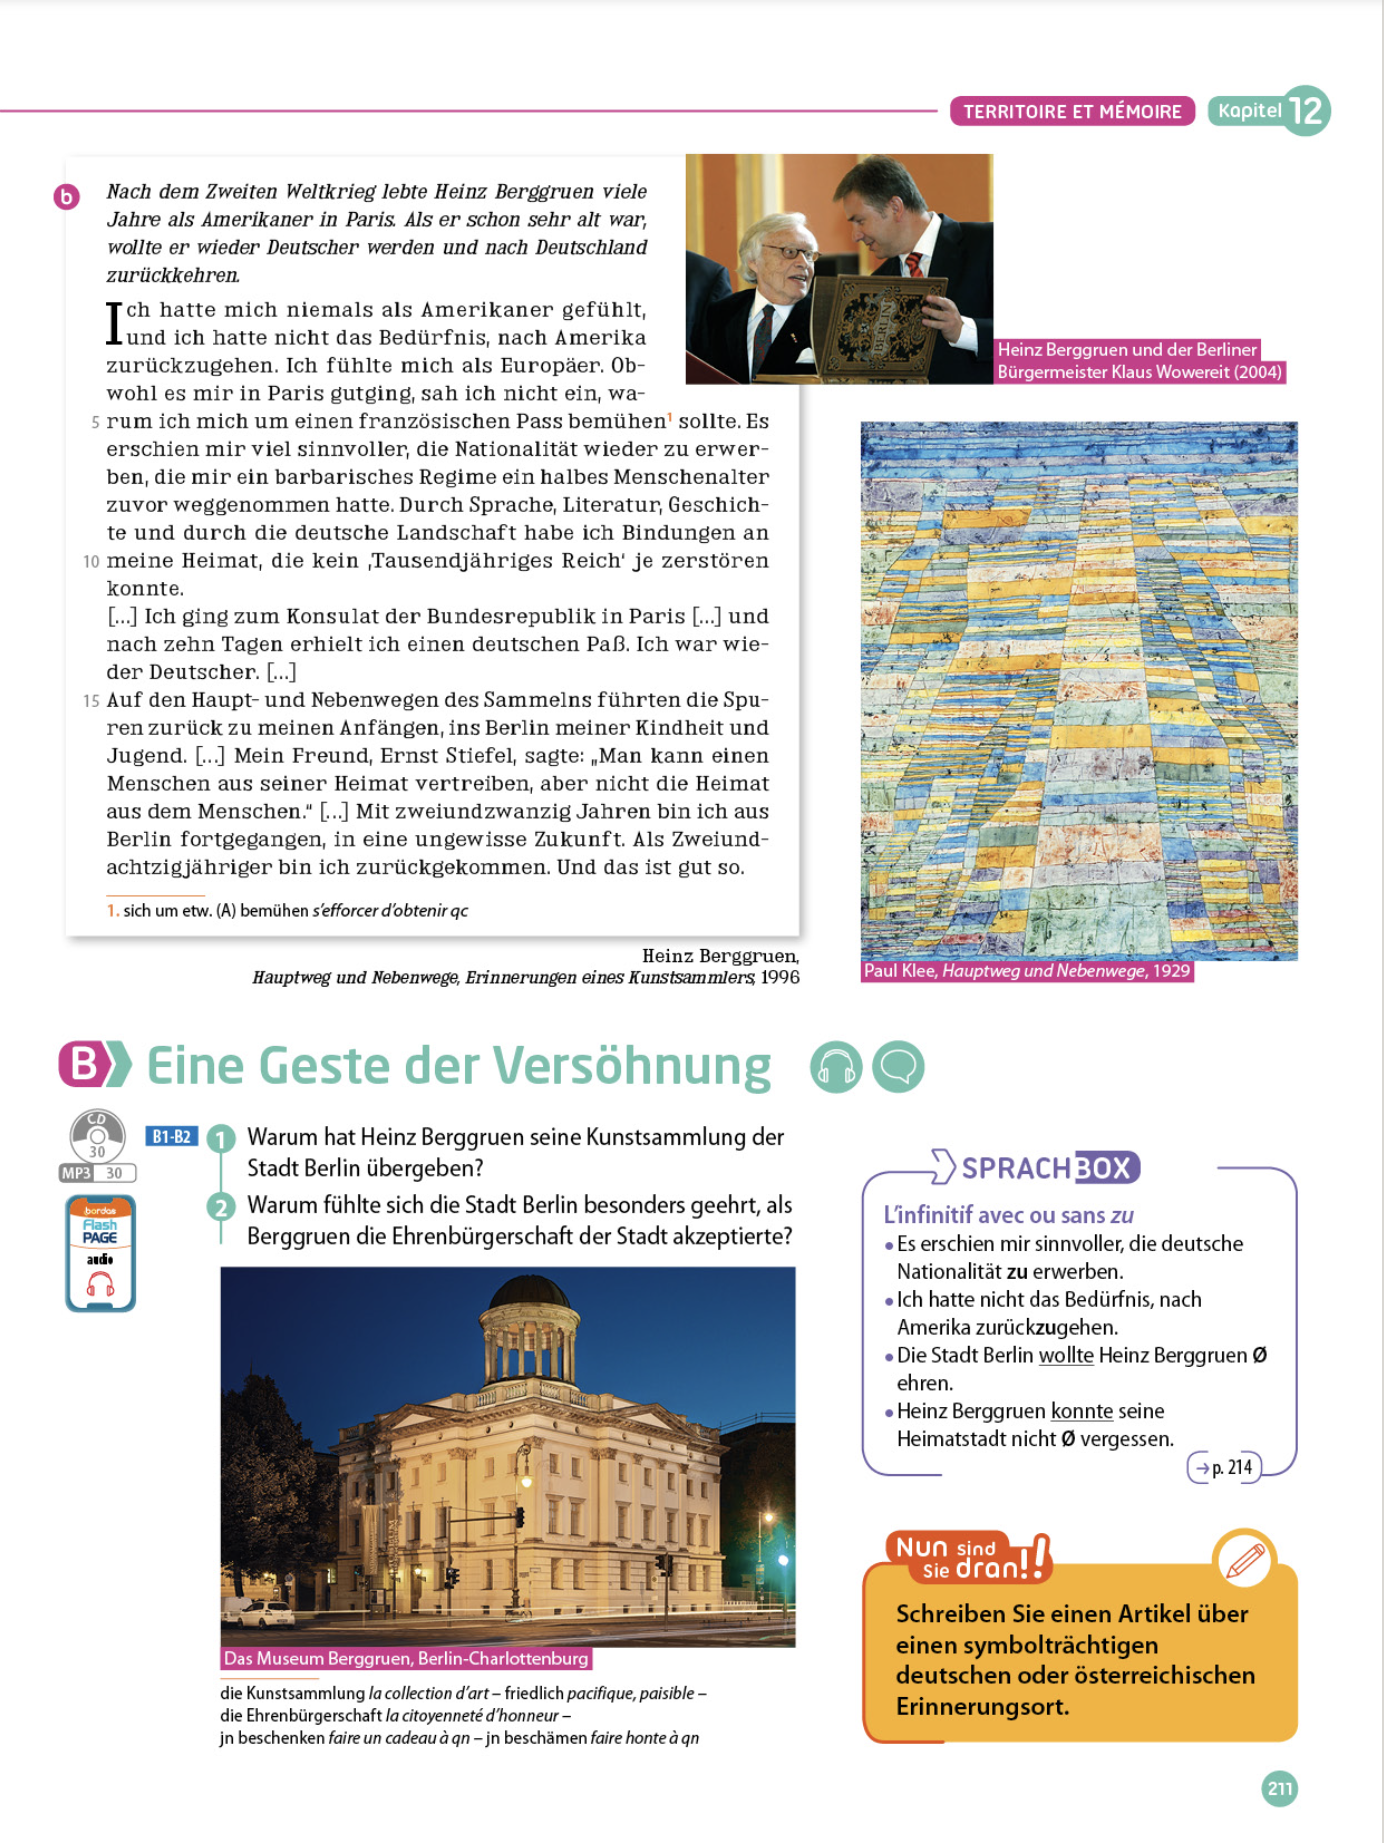 TERRITOIRE ET MÉMOIRE Kapitel 12
b
Nach dem Zweiten Weltkrieg lebte Heinz Berggruen viele
Jahre als Amerikaner in Paris. Als er schon sehr alt war,
wollte er wieder Deutscher werden und nach Deutschland
zurückkehren.
Ich hatte mich niemals als Amerikaner gefühlt,
und ich hatte nicht das Bedürfnis, nach Amerika
zurückzugehen. Ich fühlte mich als Europäer. Ob-
wohl es mir in Paris gutging, sah ich nicht ein, wa-
5 rum ich mich um einen französischen Pass bemühen¹ sollte. Es
erschien mir viel sinnvoller, die Nationalität wieder zu erwer-
ben, die mir ein barbarisches Regime ein halbes Menschenalter
zuvor weggenommen hatte. Durch Sprache, Literatur, Geschich-
te und durch die deutsche Landschaft habe ich Bindungen an
10 meine Heimat, die kein ‚Tausendjähriges Reich‘ je zerstören
konnte.
[...] Ich ging zum Konsulat der Bundesrepublik in Paris [...] und
nach zehn Tagen erhielt ich einen deutschen Paß. Ich war wie-
der Deutscher. [...]
15 Auf den Haupt- und Nebenwegen des Sammelns führten die Spu-
ren zurück zu meinen Anfängen, ins Berlin meiner Kindheit und
Jugend. [...] Mein Freund, Ernst Stiefel, sagte: „Man kann einen
Menschen aus seiner Heimat vertreiben, aber nicht die Heimat
aus dem Menschen.“ [...] Mit zweiundzwanzig Jahren bin ich aus
Berlin fortgegangen, in eine ungewisse Zukunft. Als Zweiund-
achtzigjähriger bin ich zurückgekommen. Und das ist gut so.
1. sich um etw. (A) bemühen s’efforcer d’obtenir qc
Heinz Berggruen,
Hauptweg und Nebenwege, Erinnerungen eines Kunstsammlers, 1996
BERLIN
Heinz Berggruen und der Berliner
Bürgermeister Klaus Wowereit (2004)
Paul Klee, Hauptweg und Nebenwege, 1929
B Eine Geste der Versöhnung
CD
30
MP3 30
bordas
Flash
PAGE
audio
B1-B2
1 Warum hat Heinz Berggruen seine Kunstsammlung der
Stadt Berlin übergeben?
2 Warum fühlte sich die Stadt Berlin besonders geehrt, als
Berggruen die Ehrenbürgerschaft der Stadt akzeptierte?
Das Museum Berggruen, Berlin-Charlottenburg
die Kunstsammlung la collection d’art – friedlich pacifique, paisible –
die Ehrenbürgerschaft la citoyenneté d’honneur –
jn beschenken faire un cadeau à qn – jn beschämen faire honte à qn
SPRACHBOX
L’infinitif avec ou sans zu
• Es erschien mir sinnvoller, die deutsche
Nationalität zu erwerben.
• Ich hatte nicht das Bedürfnis, nach
Amerika zurückzugehen.
• Die Stadt Berlin wollte Heinz Berggruen Ø
ehren.
• Heinz Berggruen konnte seine
Heimatstadt nicht Ø vergessen.
→ p. 214
Nun sind
Sie dran!!
Schreiben Sie einen Artikel über
einen symbolträchtigen
deutschen oder österreichischen
Erinnerungsort.
211